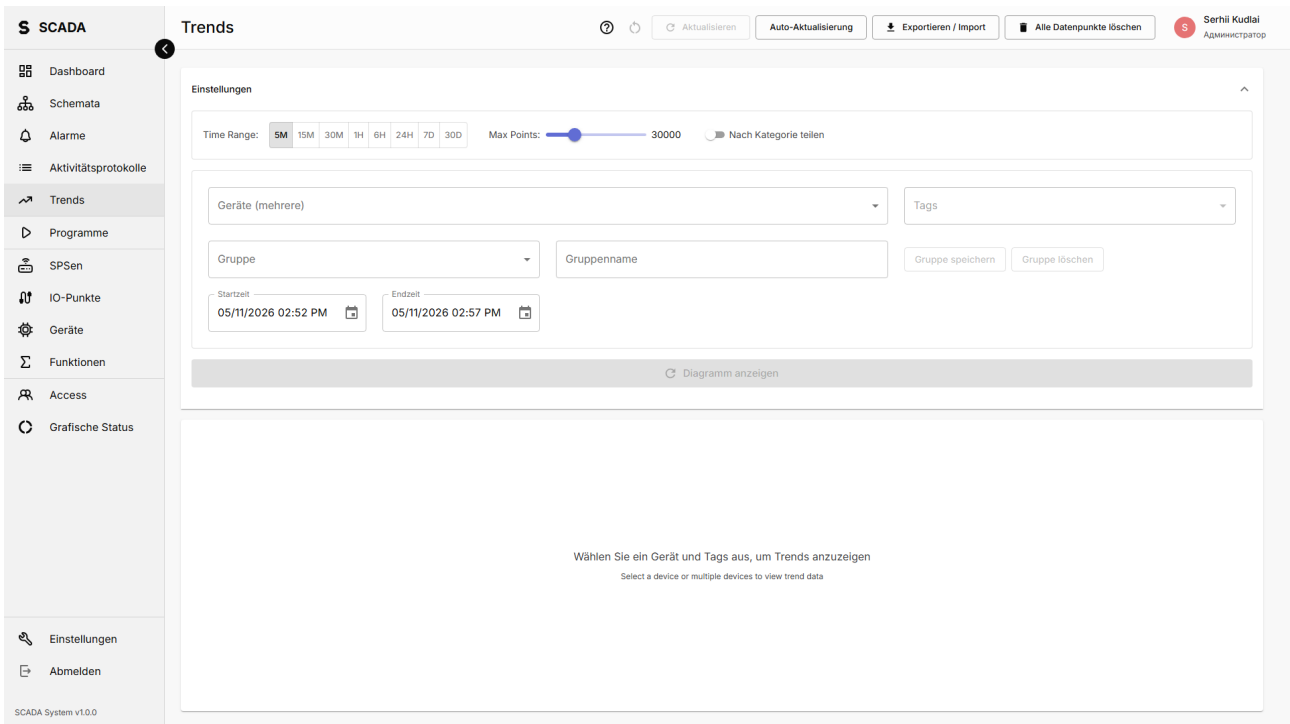 SCADA
Trends
Aktualisieren
Auto-Aktualisierung
Exportieren / Import
Alle Datenpunkte löschen
S
Serhii Kudlai
Администратор
Dashboard
Schemata
Alarme
Aktivitätsprotokolle
Trends
Programme
SPSen
IO-Punkte
Geräte
Funktionen
Access
Grafische Status
Einstellungen
Abmelden
SCADA System v1.0.0
Einstellungen
Time Range: 5M 15M 30M 1H 6H 24H 7D 30D Max Points: 30000 Nach Kategorie teilen
Geräte (mehrere) Tags
Gruppe Gruppenname Gruppe speichern Gruppe löschen
Startzeit Endzeit
05/11/2026 02:52 PM 05/11/2026 02:57 PM
Diagramm anzeigen
Wählen Sie ein Gerät und Tags aus, um Trends anzuzeigen
Select a device or multiple devices to view trend data